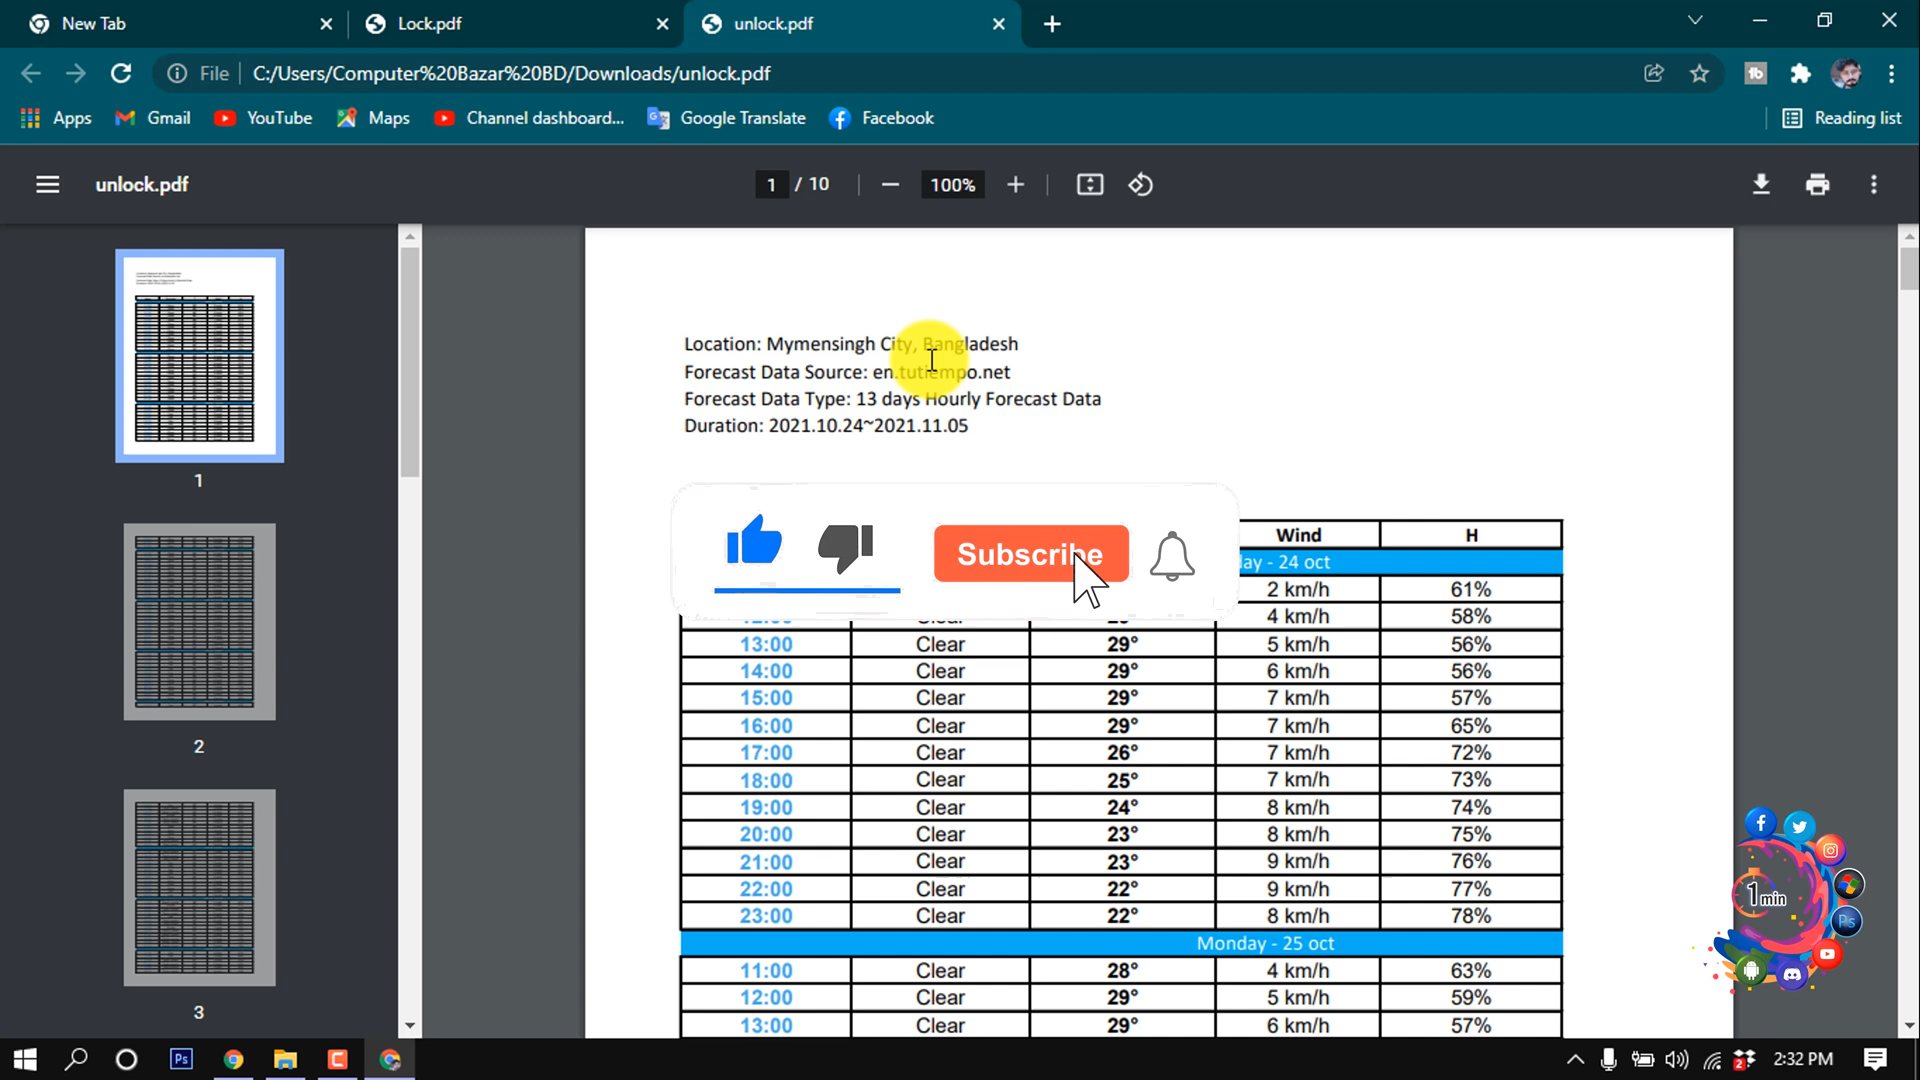 New Tab
Lock.pdf
unlock.pdf
File
C:/Users/Computer%20Bazar%20BD/Downloads/unlock.pdf
Apps
Gmail
YouTube
Maps
Channel dashboard...
Google Translate
Facebook
Reading list
unlock.pdf
1 / 10
100%
1
2
3
Location: Mymensingh City, Bangladesh
Forecast Data Source: en.tutiempo.net
Forecast Data Type: 13 days Hourly Forecast Data
Duration: 2021.10.24~2021.11.05
Subscribe
Wind H
ay - 24 oct
2 km/h 61%
4 km/h 58%
13:00 Clear 29° 5 km/h 56%
14:00 Clear 29° 6 km/h 56%
15:00 Clear 29° 7 km/h 57%
16:00 Clear 29° 7 km/h 65%
17:00 Clear 26° 7 km/h 72%
18:00 Clear 25° 7 km/h 73%
19:00 Clear 24° 8 km/h 74%
20:00 Clear 23° 8 km/h 75%
21:00 Clear 23° 9 km/h 76%
22:00 Clear 22° 9 km/h 77%
23:00 Clear 22° 8 km/h 78%
Monday - 25 oct
11:00 Clear 28° 4 km/h 63%
12:00 Clear 29° 5 km/h 59%
13:00 Clear 29° 6 km/h 57%
1 min
Ps
Ps
2
2:32 PM